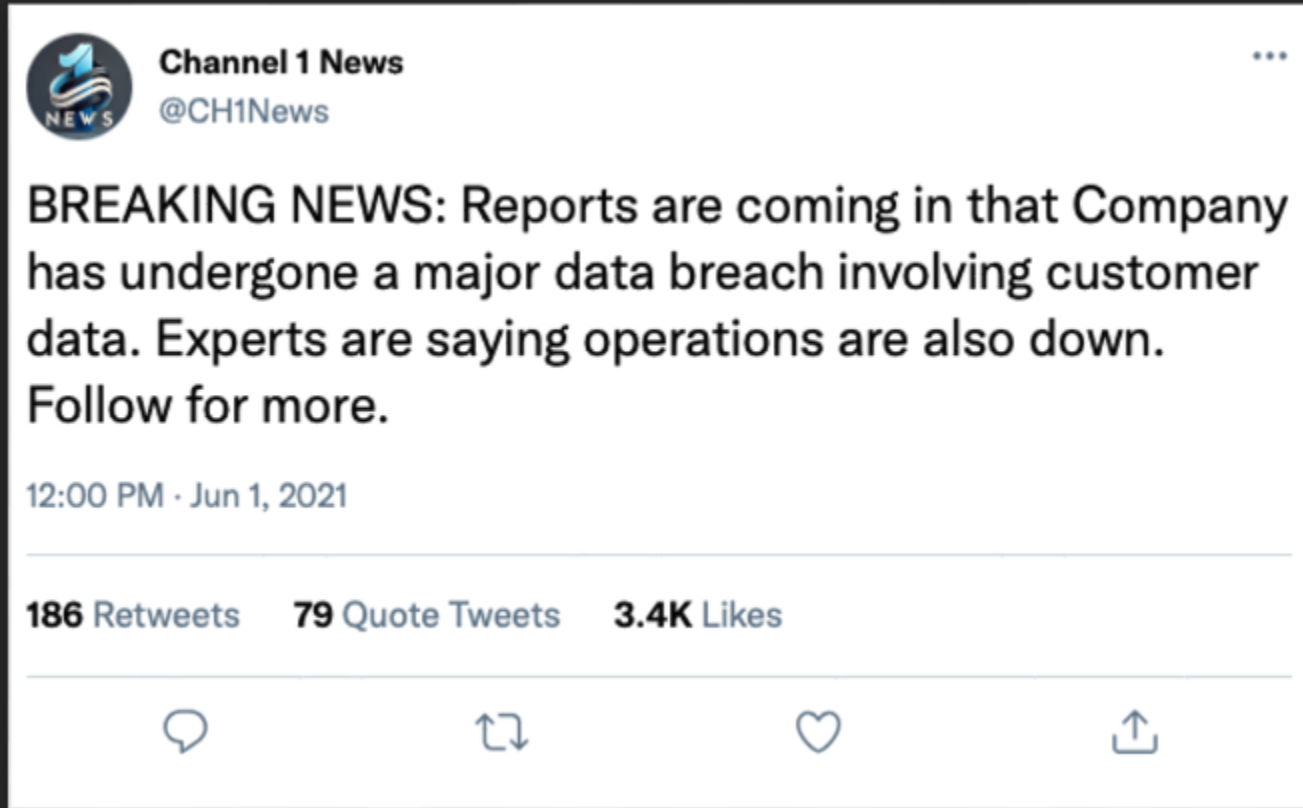 1
NEWS
Channel 1 News
@CH1News
BREAKING NEWS: Reports are coming in that Company
has undergone a major data breach involving customer
data. Experts are saying operations are also down.
Follow for more.
12:00 PM · Jun 1, 2021
186 Retweets 79 Quote Tweets 3.4K Likes